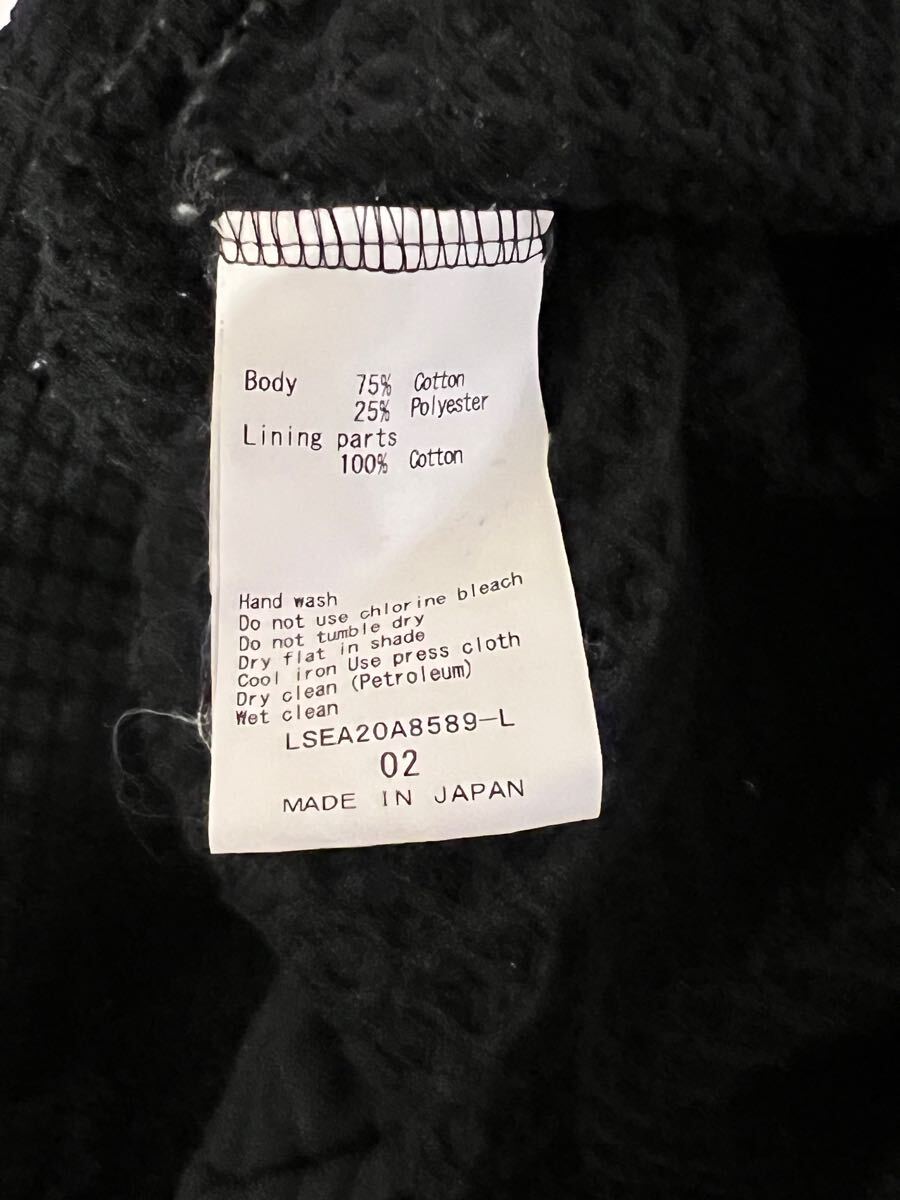 Body 75% Cotton
25% Polyester
Lining parts
100% Cotton
Hand wash
Do not use chlorine bleach
Do not tumble dry
Dry flat in shade
Cool iron Use press cloth
Dry clean (Petroleum)
Wet clean
LSEA20A8589-L
02
MADE IN JAPAN